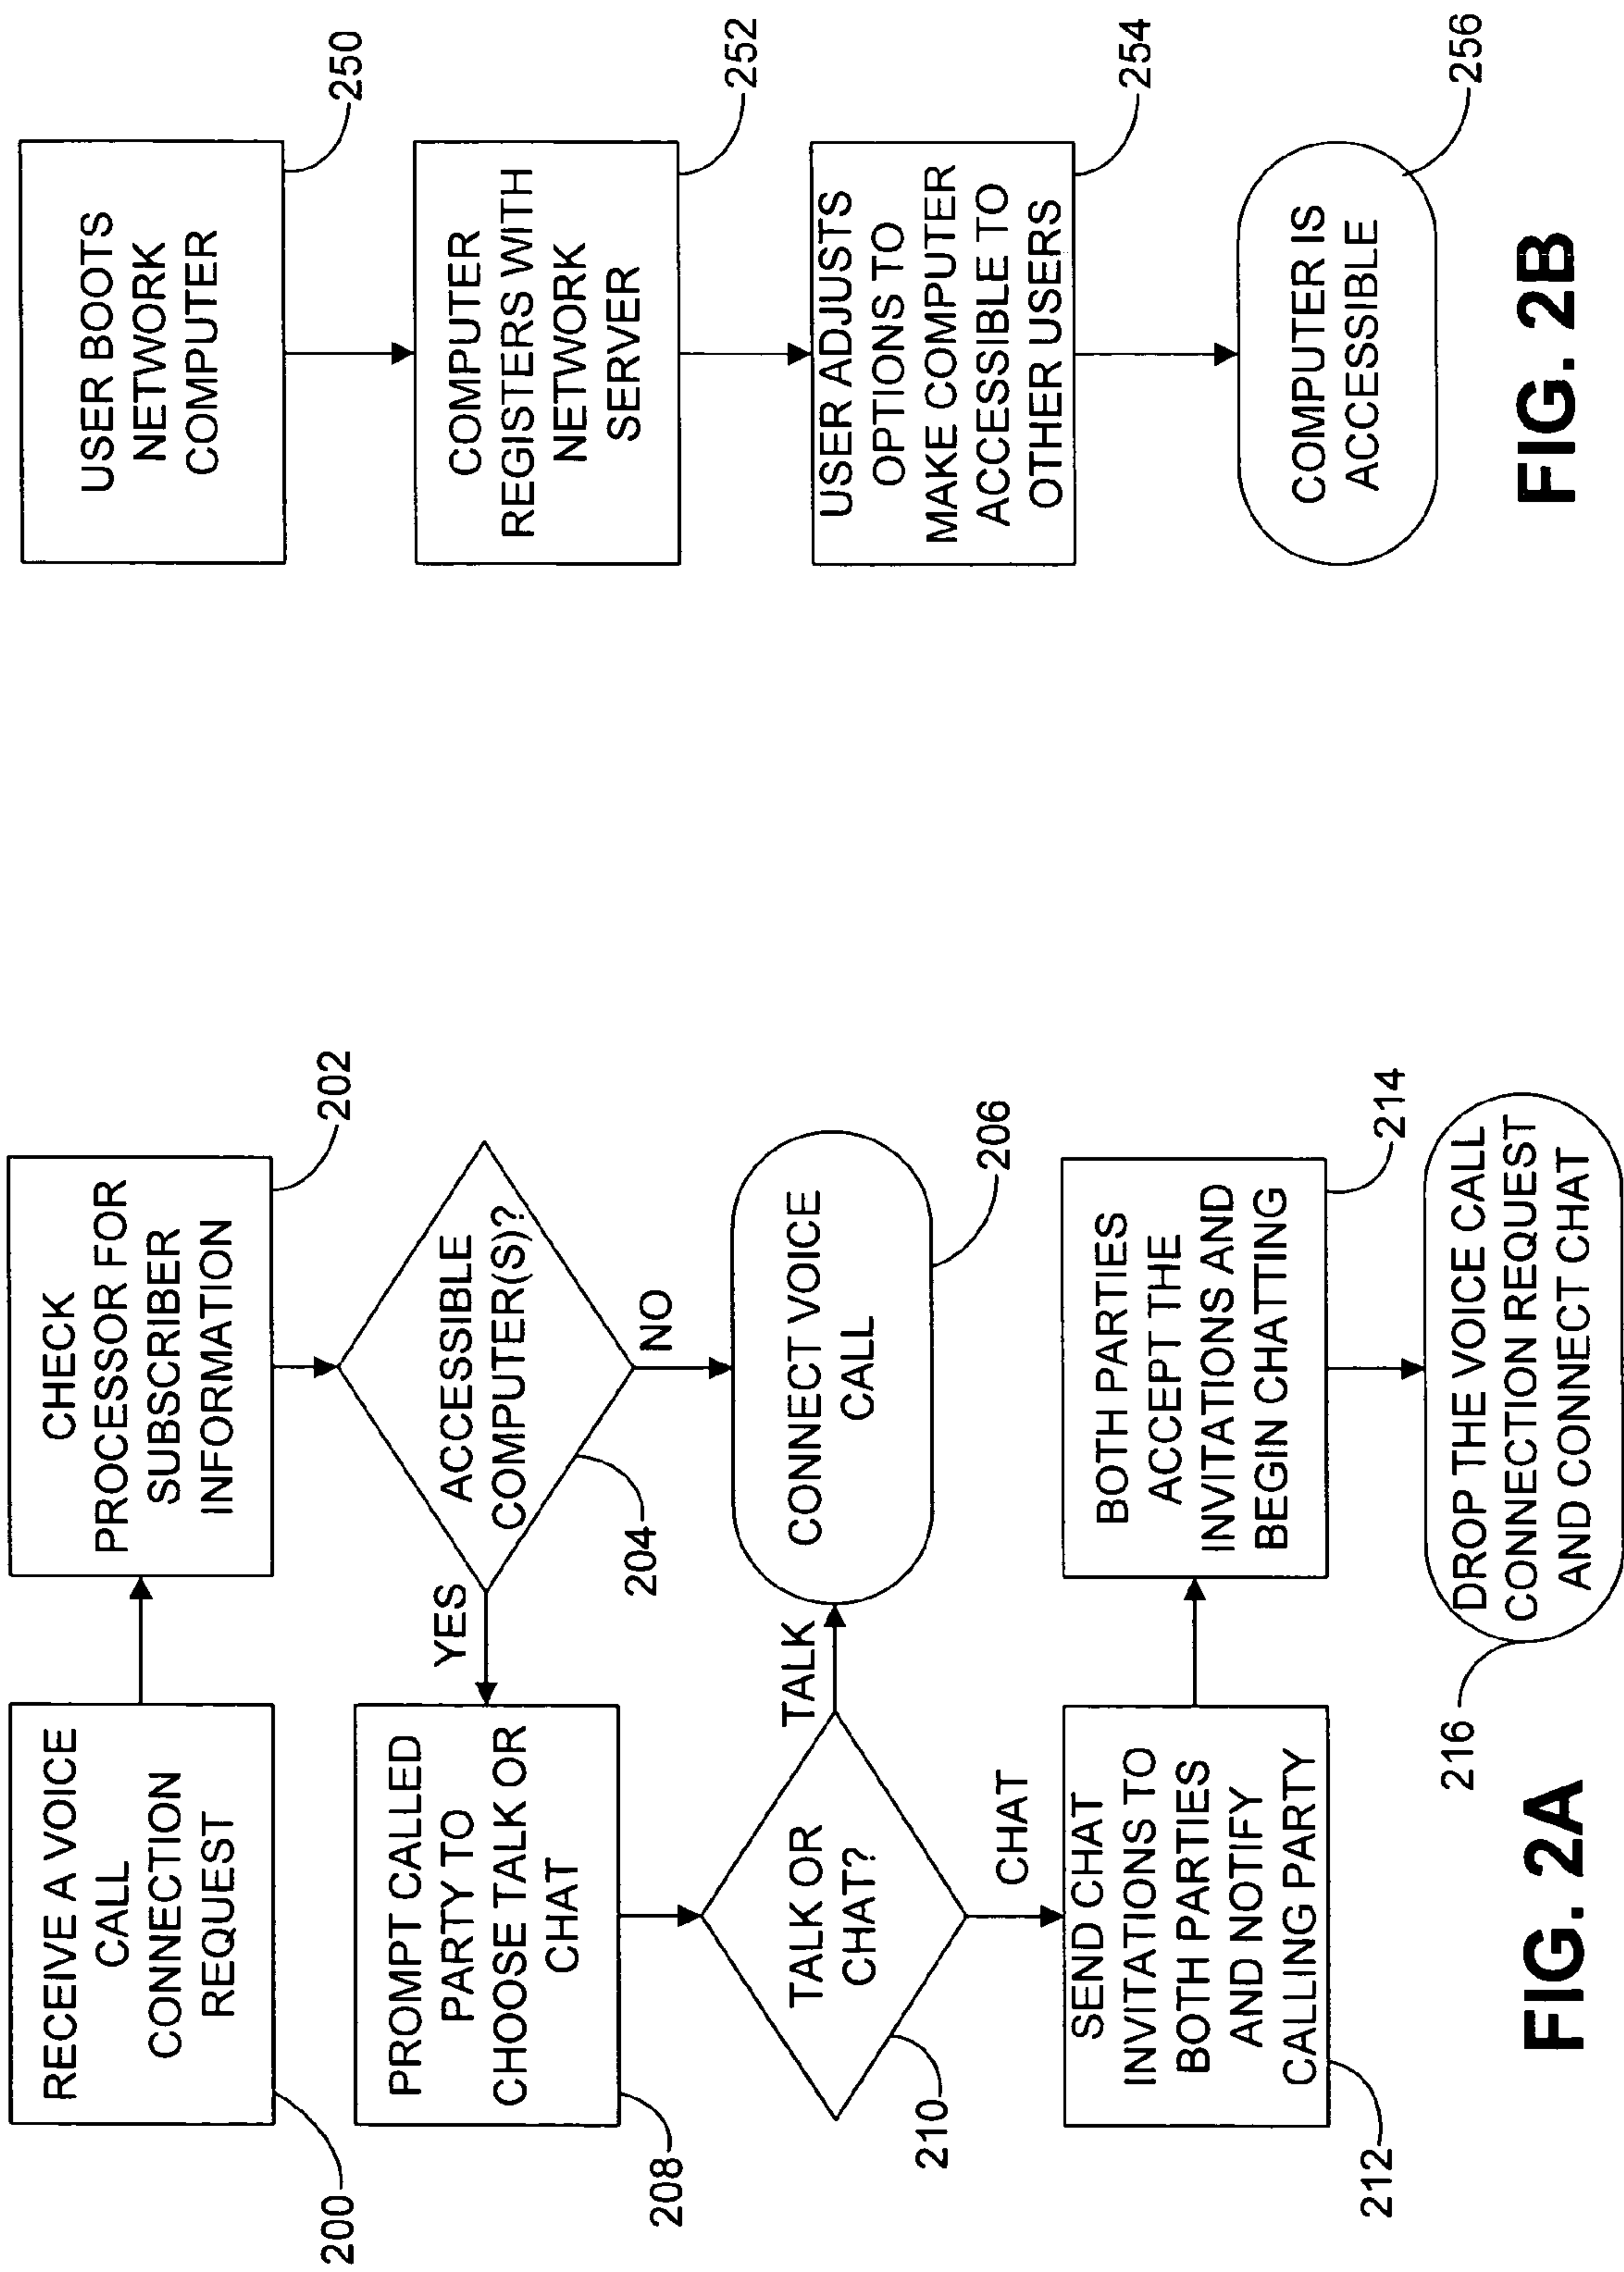 RECEIVE A VOICE
CALL
CONNECTION
REQUEST
200
CHECK
PROCESSOR FOR
SUBSCRIBER
INFORMATION
202
ACCESSIBLE
COMPUTER(S)?
204
YES
NO
PROMPT CALLED
PARTY TO
CHOOSE TALK OR
CHAT
208
CONNECT VOICE
CALL
206
TALK OR
CHAT?
210
TALK
CHAT
SEND CHAT
INVITATIONS TO
BOTH PARTIES
AND NOTIFY
CALLING PARTY
212
BOTH PARTIES
ACCEPT THE
INVITATIONS AND
BEGIN CHATTING
214
DROP THE VOICE CALL
CONNECTION REQUEST
AND CONNECT CHAT
216
FIG. 2A
USER BOOTS
NETWORK
COMPUTER
250
COMPUTER
REGISTERS WITH
NETWORK
SERVER
252
USER ADJUSTS
OPTIONS TO
MAKE COMPUTER
ACCESSIBLE TO
OTHER USERS
254
COMPUTER IS
ACCESSIBLE
256
FIG. 2B